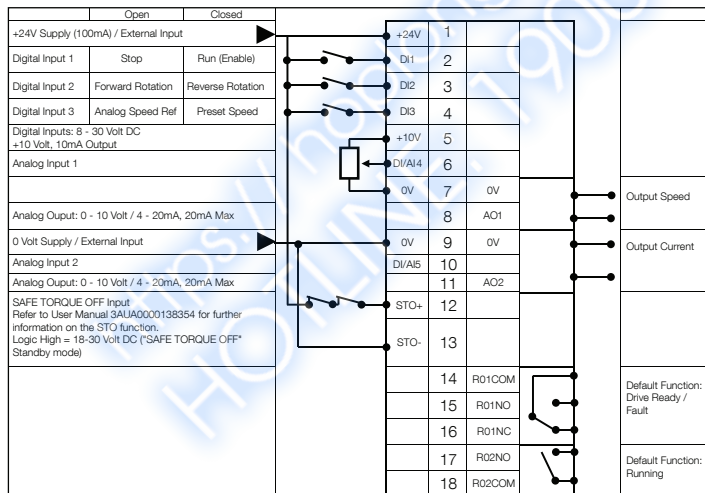 Open Closed
+24V Supply (100mA) / External Input +24V 1
Digital Input 1 Stop Run (Enable) DI1 2
Digital Input 2 Forward Rotation Reverse Rotation DI2 3
Digital Input 3 Analog Speed Ref Preset Speed DI3 4
Digital Inputs: 8 - 30 Volt DC
+10 Volt, 10mA Output
+10V 5
Analog Input 1 DI/AI4 6
0V 7 0V
Output Speed
Analog Ouput: 0 - 10 Volt / 4 - 20mA, 20mA Max 8 AO1
0 Volt Supply / External Input 0V 9 0V
Output Current
Analog Input 2 DI/AI5 10
Analog Ouput: 0 - 10 Volt / 4 - 20mA, 20mA Max 11 AO2
SAFE TORQUE OFF Input
Refer to User Manual 3AUA0000138354 for further
information on the STO function.
Logic High = 18-30 Volt DC ("SAFE TORQUE OFF"
Standby mode)
STO+ 12
STO- 13
14 R01COM
15 R01NO
16 R01NC
Default Function:
Drive Ready /
Fault
17 R02NO
18 R02COM
Default Function:
Running
HOTLINE: 1900